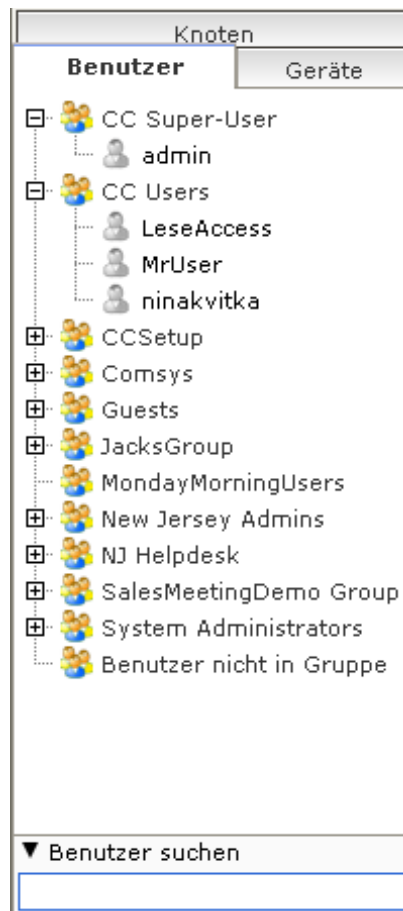 Knoten
Benutzer
Geräte
CC Super-User
admin
CC Users
LeseAccess
MrUser
ninakvitka
CCSetup
Comsys
Guests
JacksGroup
MondayMorningUsers
New Jersey Admins
NJ Helpdesk
SalesMeetingDemo Group
System Administrators
Benutzer nicht in Gruppe
Benutzer suchen